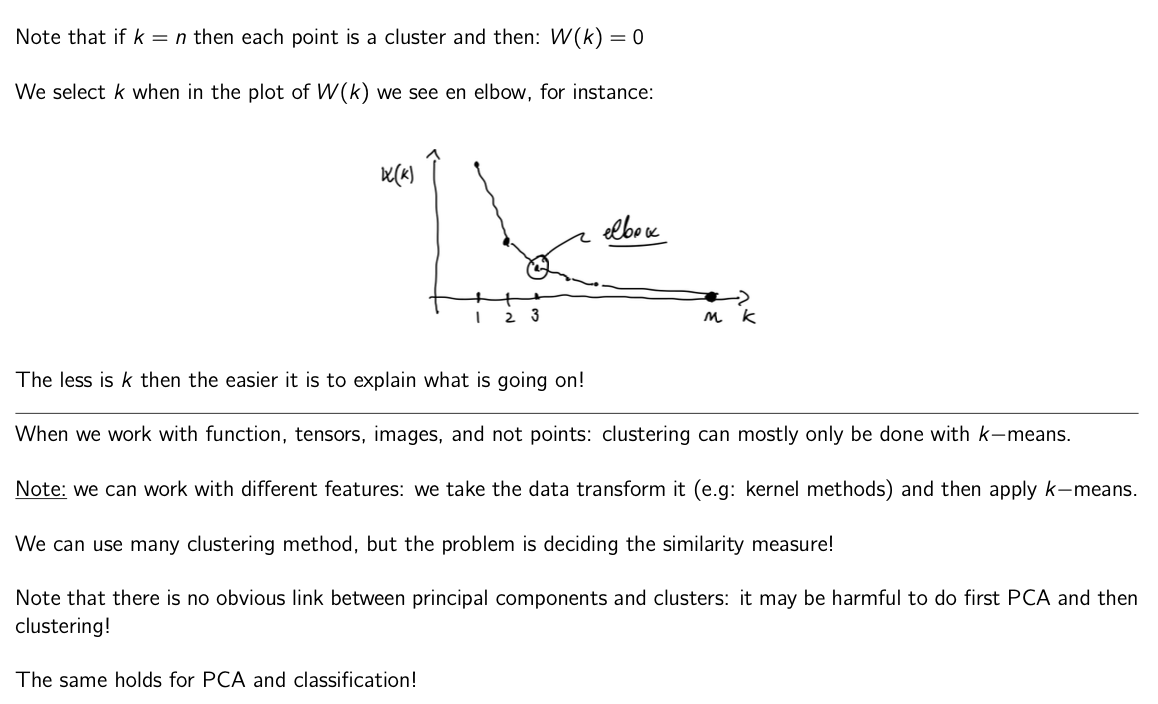 Note that if k = n then each point is a cluster and then: W(k) = 0
We select k when in the plot of W(k) we see en elbow, for instance:
W(k)
elbow
1 2 3 n k
The less is k then the easier it is to explain what is going on!
When we work with function, tensors, images, and not points: clustering can mostly only be done with k−means.
Note: we can work with different features: we take the data transform it (e.g: kernel methods) and then apply k−means.
We can use many clustering method, but the problem is deciding the similarity measure!
Note that there is no obvious link between principal components and clusters: it may be harmful to do first PCA and then
clustering!
The same holds for PCA and classification!